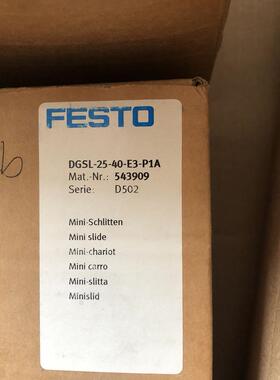 FESTO
DGSL-25-40-E3-P1A
Mat.-Nr.: 543909
Serie: D502
Mini-Schlitten
Mini slide
Mini-chariot
Mini carro
Mini-slitta
Minislid